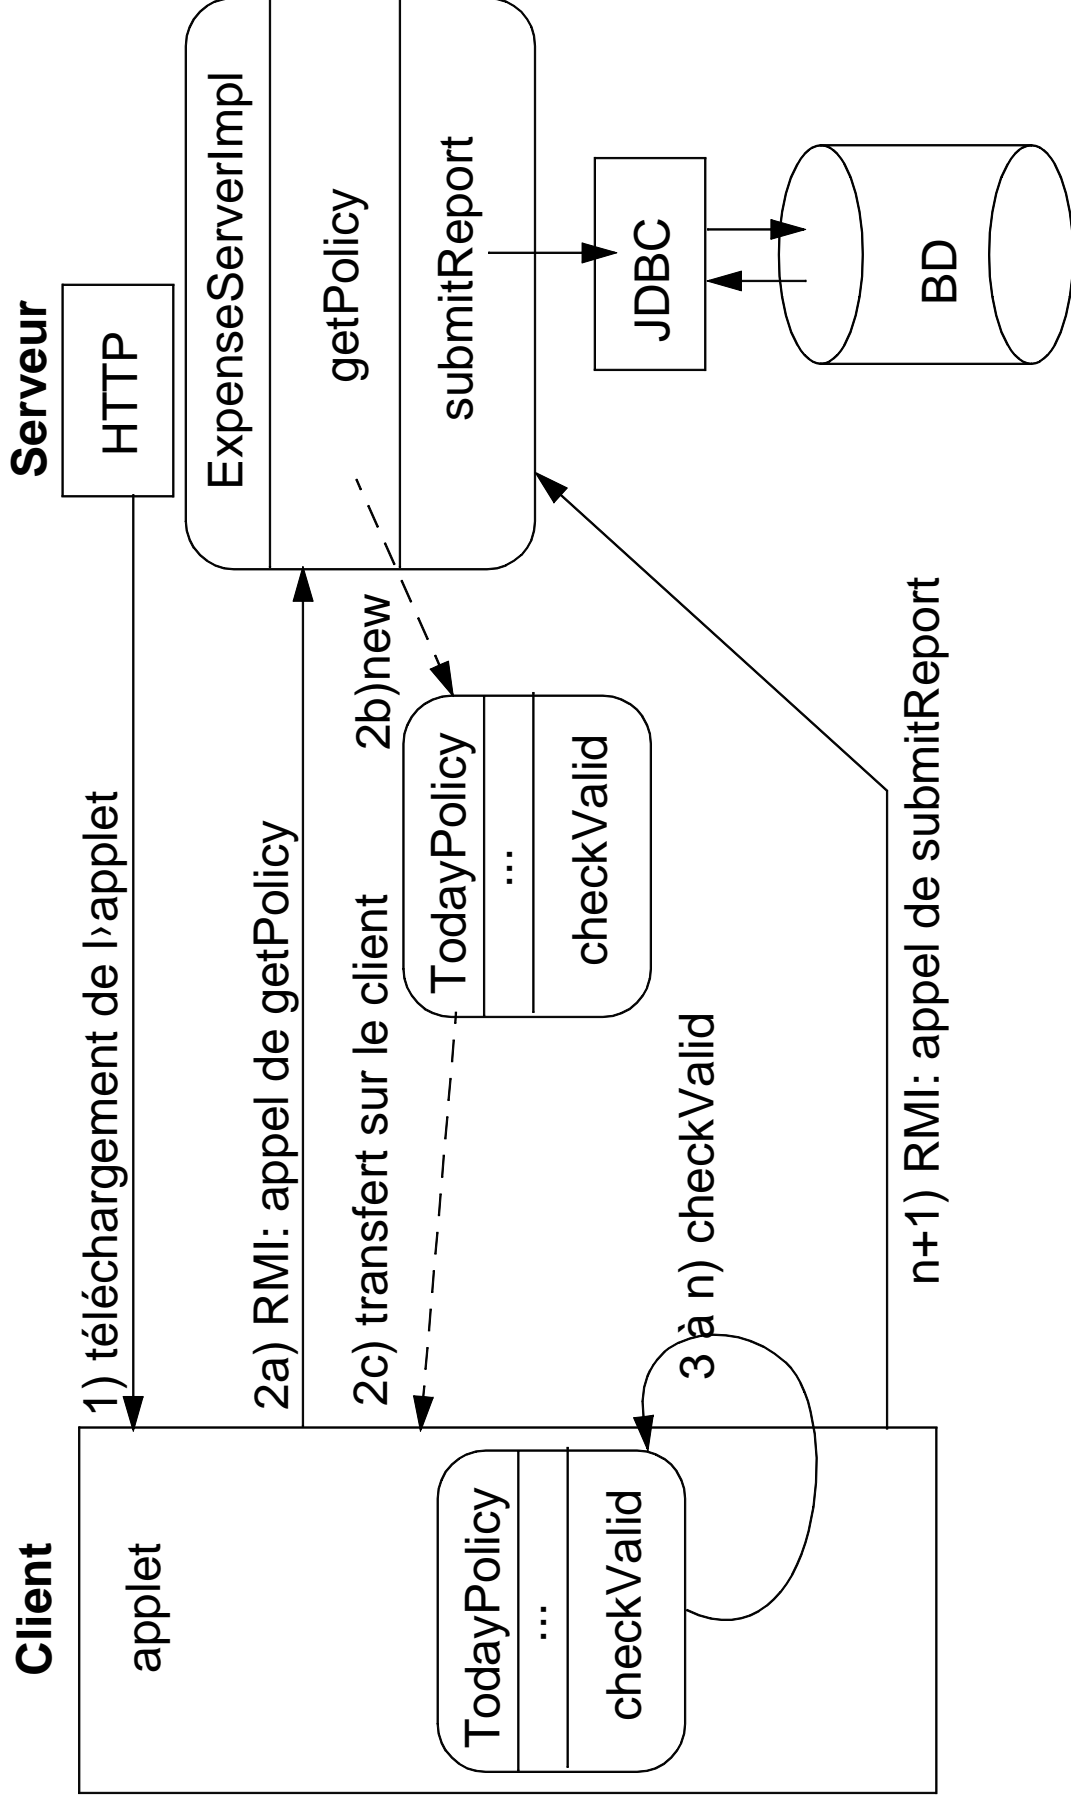 Client
Serveur
applet
HTTP
1) téléchargement de l›applet
ExpenseServerImpl
2a) RMI: appel de getPolicy
getPolicy
2b)new
2c) transfert sur le client
submitReport
TodayPolicy
...
checkValid
TodayPolicy
...
checkValid
JDBC
3 à n) checkValid
BD
n+1) RMI: appel de submitReport